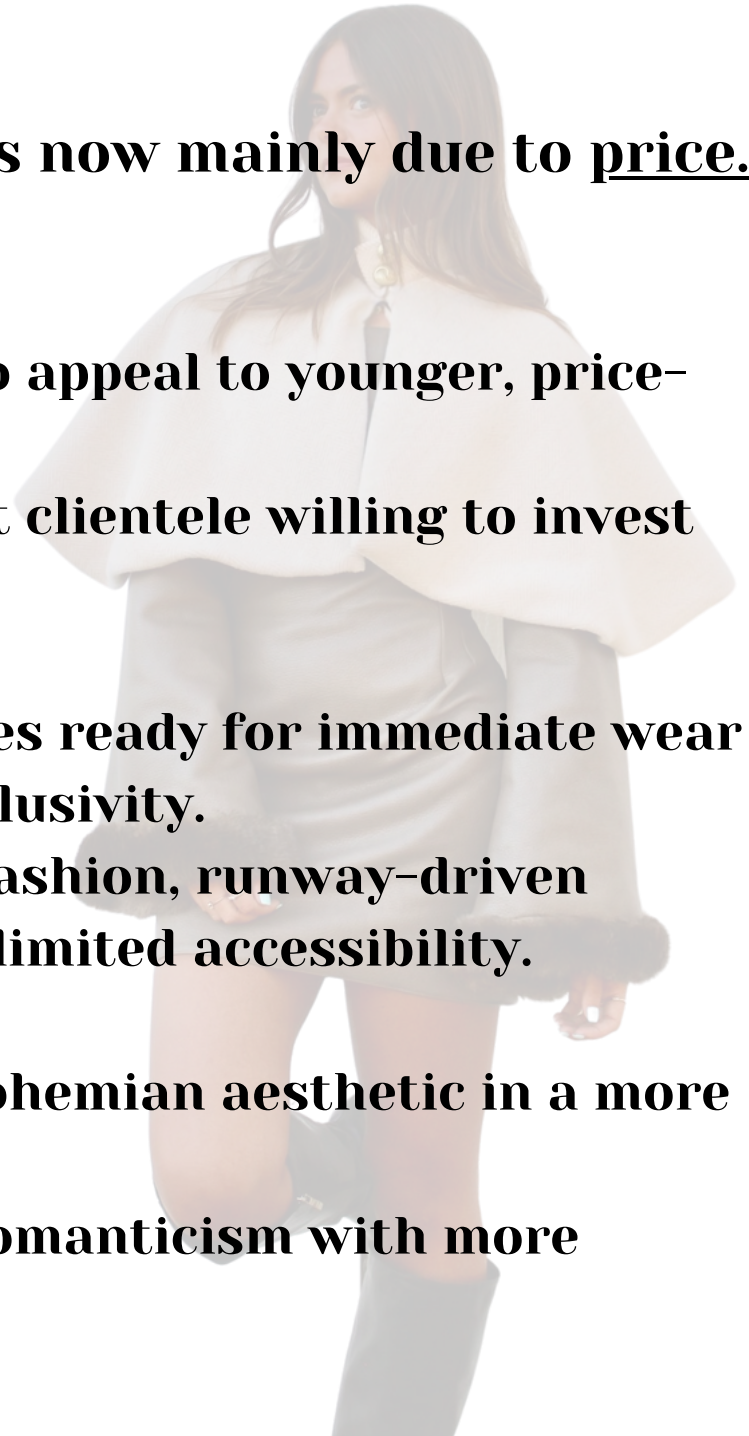 s now mainly due to price.
appeal to younger, price-
t clientele willing to invest
es ready for immediate wear
lusivity.
ashion, runway-driven
limited accessibility.
ohemian aesthetic in a more
omanticism with more